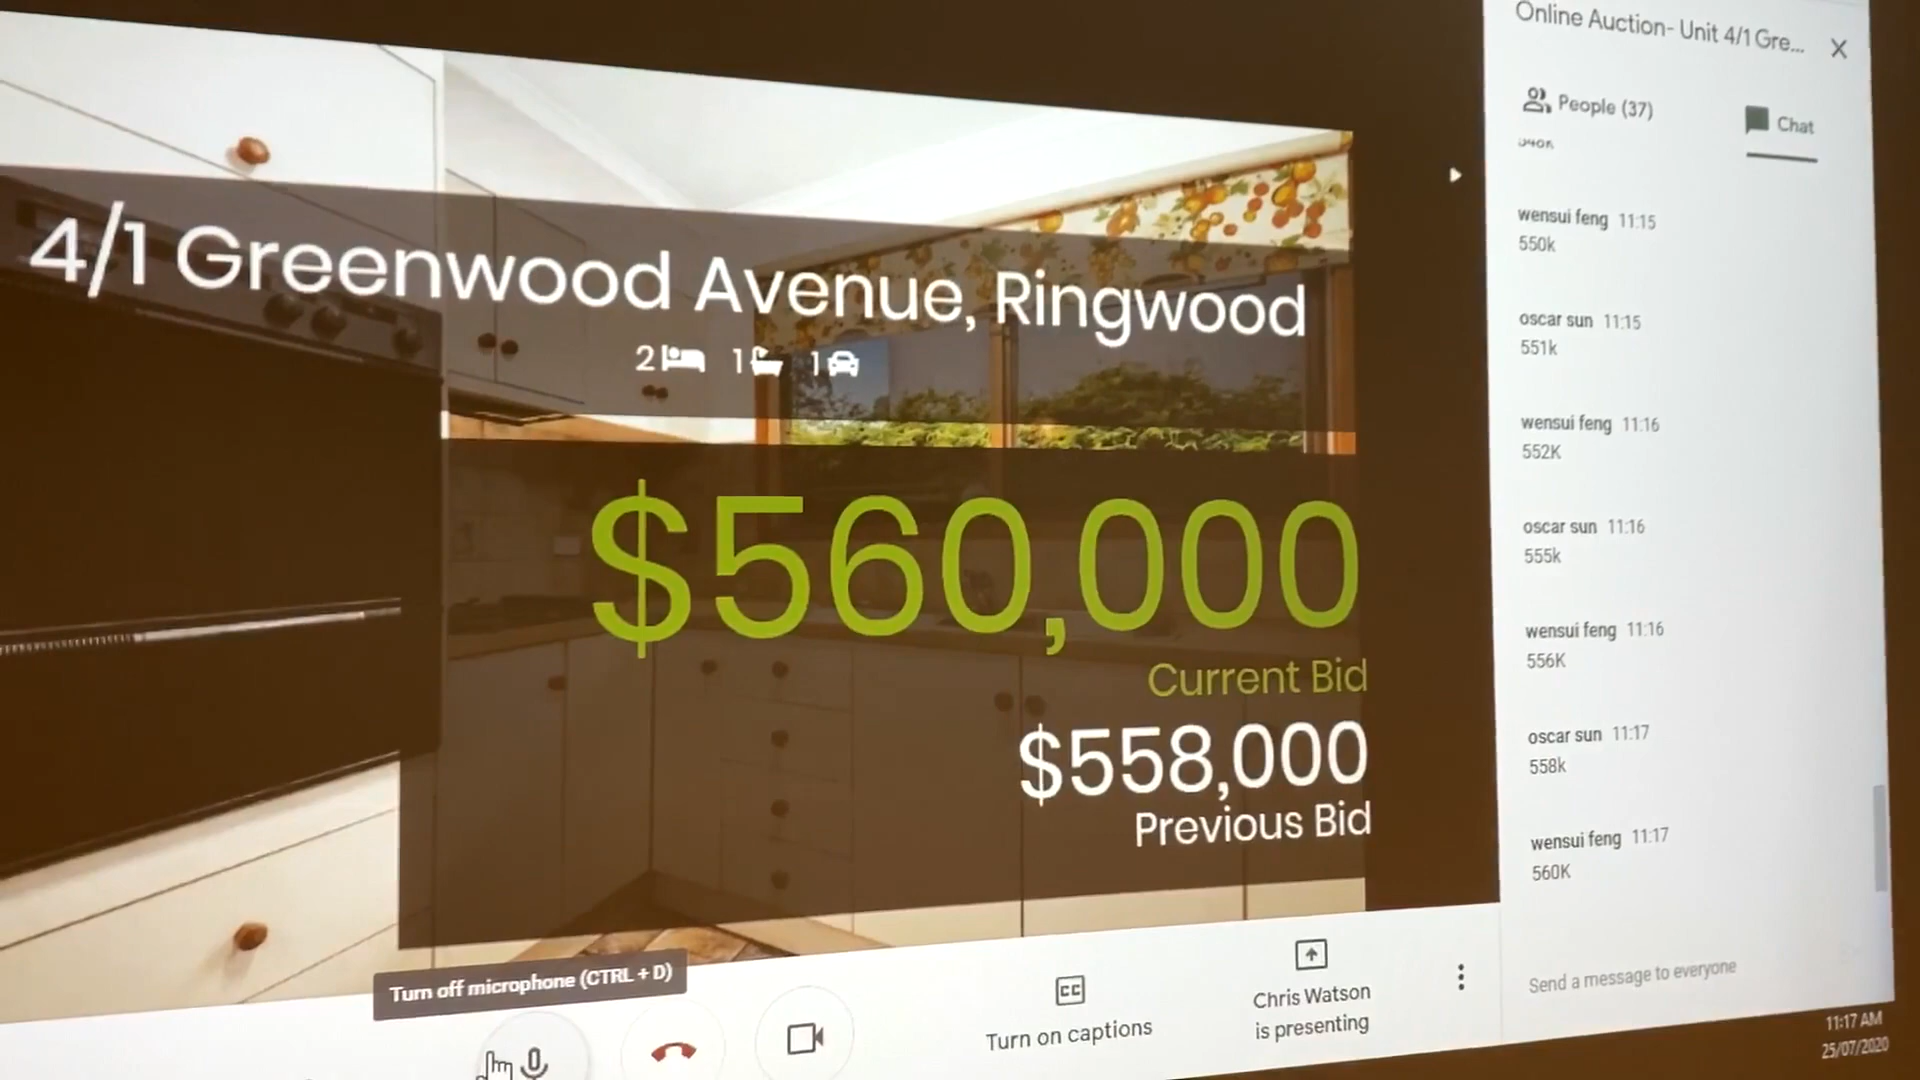 4/1 Greenwood Avenue, Ringwood
2 1 1
$560,000
Current Bid
$558,000
Previous Bid
Turn off microphone (CTRL + D)
Turn on captions
Chris Watson
is presenting
Online Auction- Unit 4/1 Gre...
People (37)
Chat
wensui feng 11:15
550k
oscar sun 11:15
551k
wensui feng 11:16
552K
oscar sun 11:16
555k
wensui feng 11:16
556K
oscar sun 11:17
558k
wensui feng 11:17
560K
Send a message to everyone
11:17 AM
25/07/2020